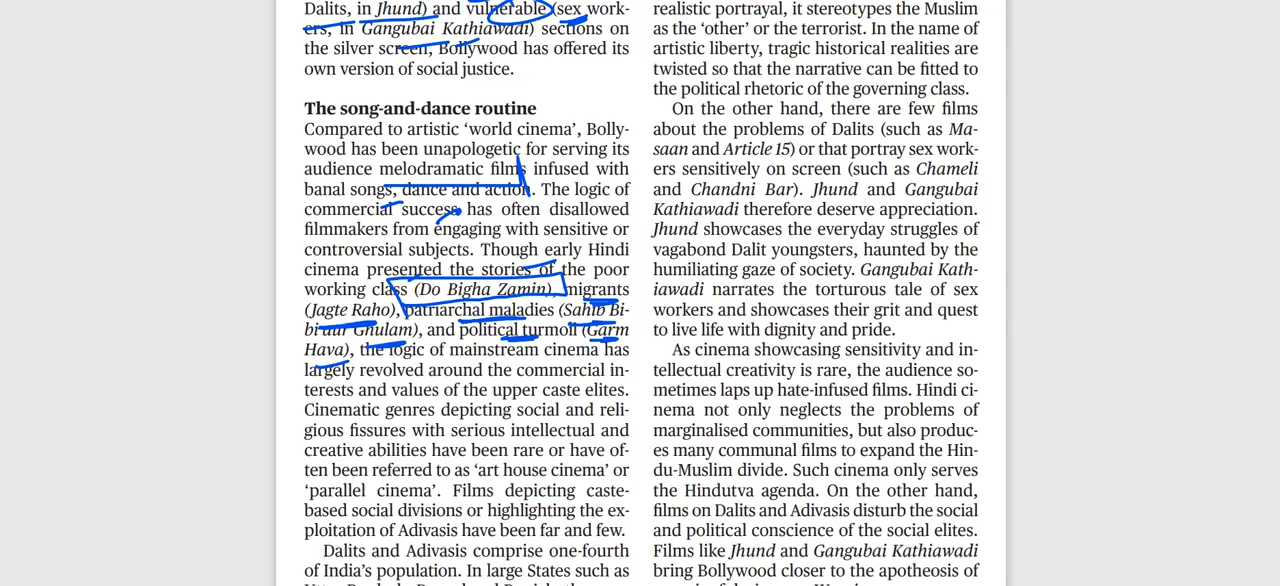 Dalits, in Jhund) and vulnerable (sex work-
ers, in Gangubai Kathiawadi) sections on
the silver screen, Bollywood has offered its
own version of social justice.
The song-and-dance routine
Compared to artistic ‘world cinema’, Bolly-
wood has been unapologetic for serving its
audience melodramatic films infused with
banal songs, dance and action. The logic of
commercial success has often disallowed
filmmakers from engaging with sensitive or
controversial subjects. Though early Hindi
cinema presented the stories of the poor
working class (Do Bigha Zamin), migrants
(Jagte Raho), patriarchal maladies (Sahib Bi-
bi aur Ghulam), and political turmoil (Garm
Hava), the logic of mainstream cinema has
largely revolved around the commercial in-
terests and values of the upper caste elites.
Cinematic genres depicting social and reli-
gious fissures with serious intellectual and
creative abilities have been rare or have of-
ten been referred to as ‘art house cinema’ or
‘parallel cinema’. Films depicting caste-
based social divisions or highlighting the ex-
ploitation of Adivasis have been far and few.
Dalits and Adivasis comprise one-fourth
of India’s population. In large States such as
realistic portrayal, it stereotypes the Muslim
as the ‘other’ or the terrorist. In the name of
artistic liberty, tragic historical realities are
twisted so that the narrative can be fitted to
the political rhetoric of the governing class.
On the other hand, there are few films
about the problems of Dalits (such as Ma-
saan and Article 15) or that portray sex work-
ers sensitively on screen (such as Chameli
and Chandni Bar). Jhund and Gangubai
Kathiawadi therefore deserve appreciation.
Jhund showcases the everyday struggles of
vagabond Dalit youngsters, haunted by the
humiliating gaze of society. Gangubai Kath-
iawadi narrates the torturous tale of sex
workers and showcases their grit and quest
to live life with dignity and pride.
As cinema showcasing sensitivity and in-
tellectual creativity is rare, the audience so-
metimes laps up hate-infused films. Hindi ci-
nema not only neglects the problems of
marginalised communities, but also produc-
es many communal films to expand the Hin-
du-Muslim divide. Such cinema only serves
the Hindutva agenda. On the other hand,
films on Dalits and Adivasis disturb the social
and political conscience of the social elites.
Films like Jhund and Gangubai Kathiawadi
bring Bollywood closer to the apotheosis of